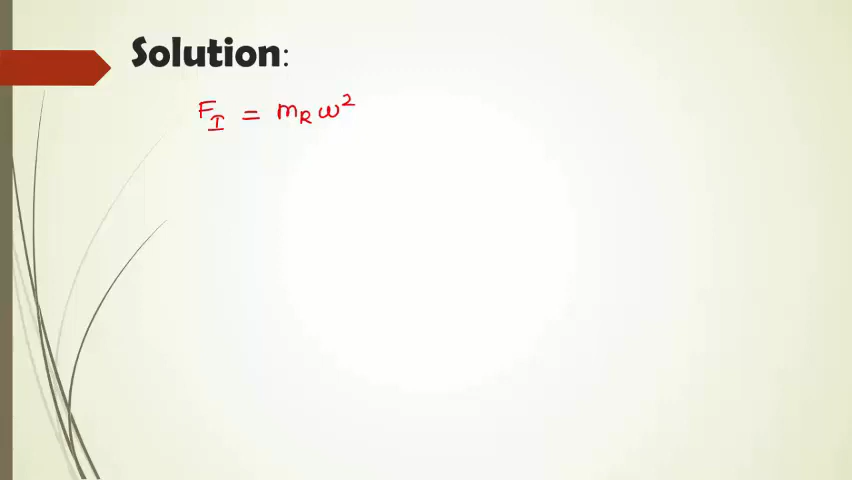 Solution:
F_I = m_R ω²